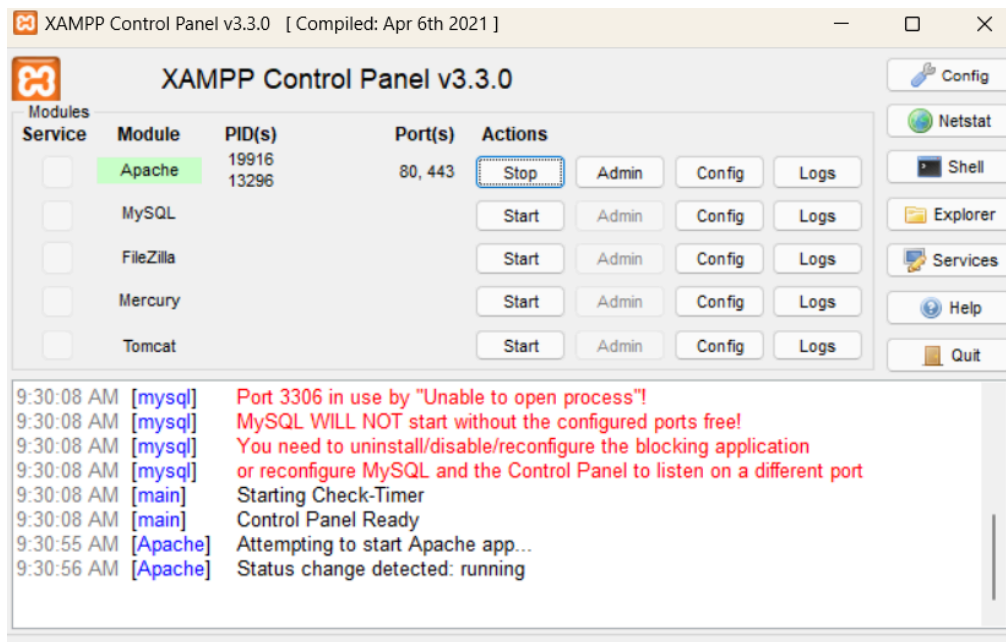 XAMPP Control Panel v3.3.0 [ Compiled: Apr 6th 2021 ]
XAMPP Control Panel v3.3.0
Config
Modules
Service Module PID(s) Port(s) Actions
Netstat
Apache 19916 13296 80, 443 Stop Admin Config Logs
Shell
MySQL Start Admin Config Logs
Explorer
FileZilla Start Admin Config Logs
Services
Mercury Start Admin Config Logs
Help
Tomcat Start Admin Config Logs
Quit
9:30:08 AM [mysql] Port 3306 in use by "Unable to open process"!
9:30:08 AM [mysql] MySQL WILL NOT start without the configured ports free!
9:30:08 AM [mysql] You need to uninstall/disable/reconfigure the blocking application
9:30:08 AM [mysql] or reconfigure MySQL and the Control Panel to listen on a different port
9:30:08 AM [main] Starting Check-Timer
9:30:08 AM [main] Control Panel Ready
9:30:55 AM [Apache] Attempting to start Apache app...
9:30:56 AM [Apache] Status change detected: running